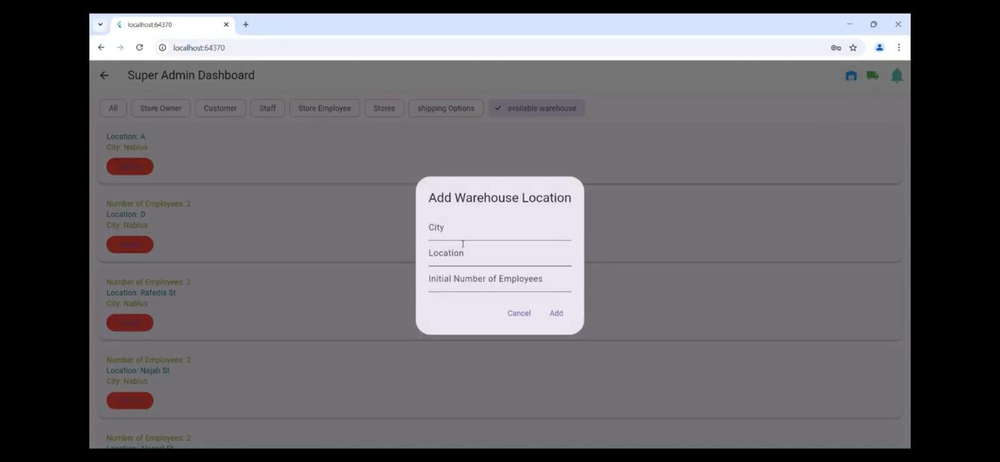 localhost:64370
localhost:64370
Super Admin Dashboard
All
Store Owner
Customer
Staff
Store Employee
Stores
shipping Options
available warehouse
Location: A
City: Nablus
Number of Employees: 2
Location: D
City: Nablus
Number of Employees: 2
Location: Rafedia St
City: Nablus
Number of Employees: 2
Location: Najah St
City: Nablus
Number of Employees: 2
Add Warehouse Location
City
Location
Initial Number of Employees
Cancel
Add